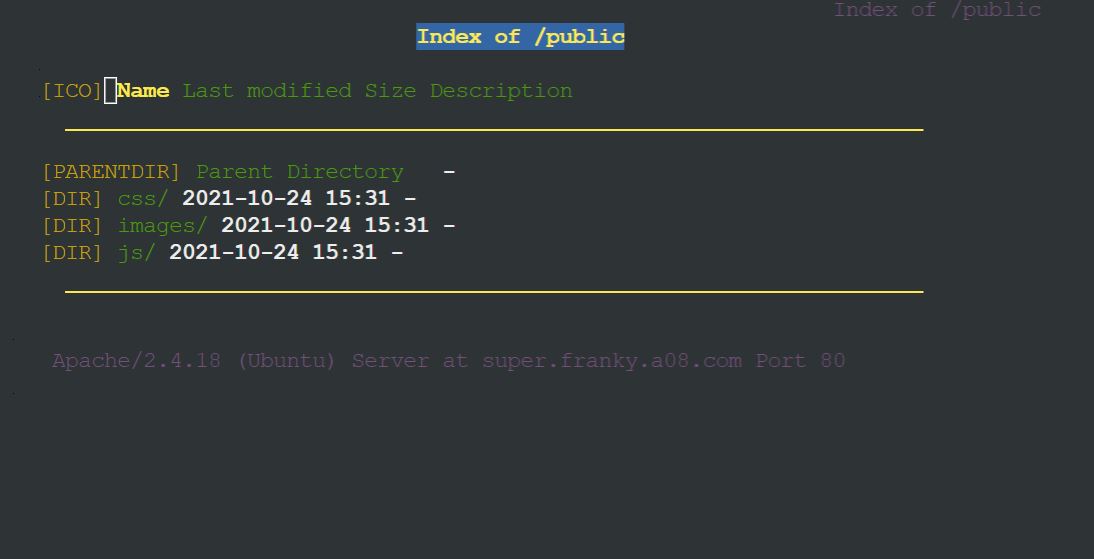 Index of /public
Index of /public
[ICO] Name Last modified Size Description
[PARENTDIR] Parent Directory -
[DIR] css/ 2021-10-24 15:31 -
[DIR] images/ 2021-10-24 15:31 -
[DIR] js/ 2021-10-24 15:31 -
Apache/2.4.18 (Ubuntu) Server at super.franky.a08.com Port 80